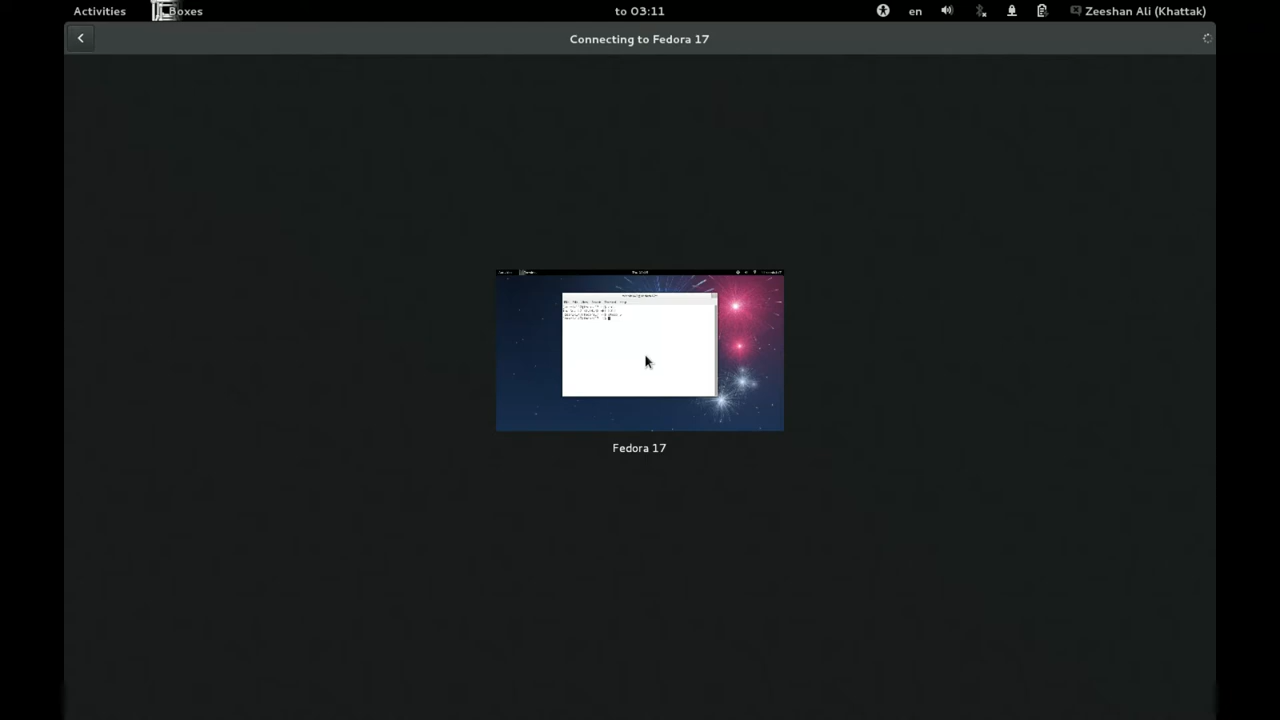 Activities Boxes to 03:11 en Zeeshan Ali (Khattak)
Connecting to Fedora 17
Fedora 17